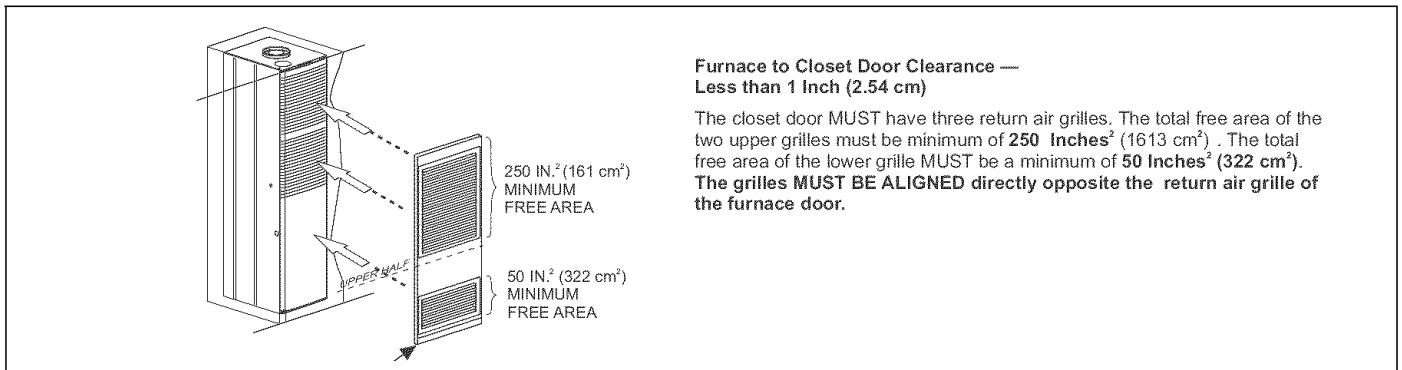 Furnace to Closet Door Clearance —
Less than 1 Inch (2.54 cm)
The closet door MUST have three return air grilles. The total free area of the
two upper grilles must be minimum of 250 Inches² (1613 cm²) . The total
free area of the lower grille MUST be a minimum of 50 Inches² (322 cm²).
The grilles MUST BE ALIGNED directly opposite the return air grille of
the furnace door.
250 IN.² (161 cm²)
MINIMUM
FREE AREA
UPPER HALF
50 IN.² (322 cm²)
MINIMUM
FREE AREA